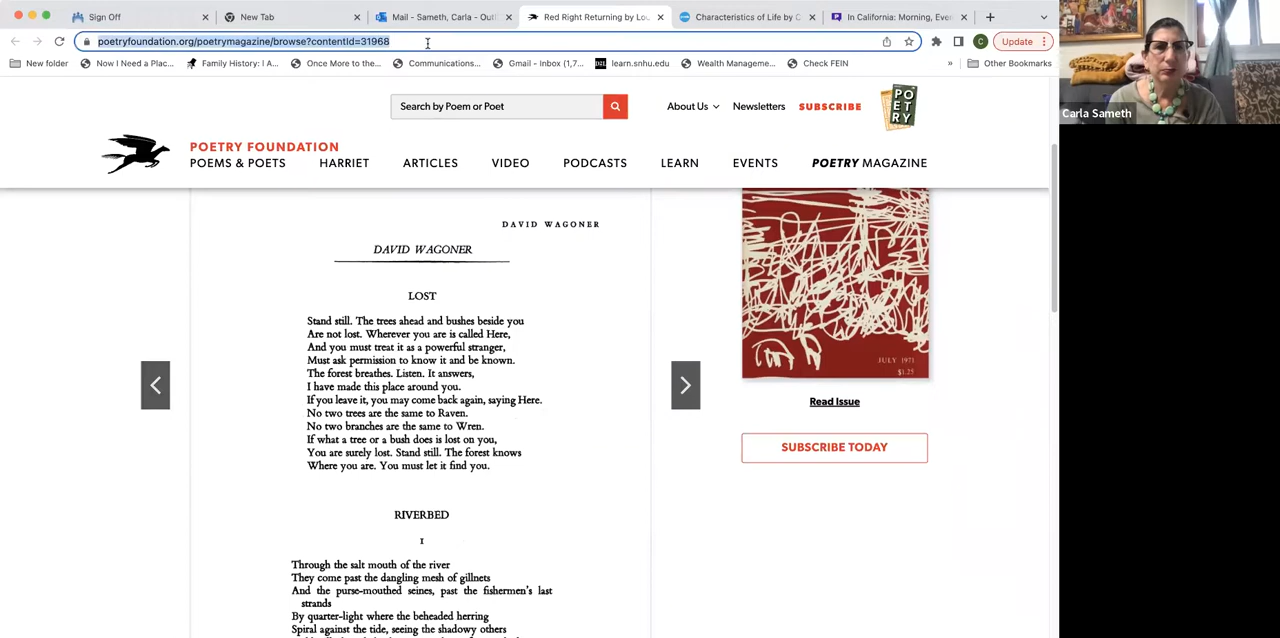 Sign Off
New Tab
Mail - Sameth, Carla - Out
Red Right Returning by Lou
Characteristics of Life by C
In California: Morning, Even
poetryfoundation.org/poetrymagazine/browse?contentId=31968
Update
New folder
Now I Need a Plac...
Family History: I A...
Once More to the...
Communications...
Gmail - Inbox (1,7...
learn.snhu.edu
Wealth Manageme...
Check FEIN
»
Other Bookmarks
Search by Poem or Poet
About Us
Newsletters
SUBSCRIBE
PO
ET
RY
POETRY FOUNDATION
POEMS & POETS
HARRIET
ARTICLES
VIDEO
PODCASTS
LEARN
EVENTS
POETRY MAGAZINE
Carla Sameth
DAVID WAGONER
DAVID WAGONER
LOST
Stand still. The trees ahead and bushes beside you
Are not lost. Wherever you are is called Here,
And you must treat it as a powerful stranger,
Must ask permission to know it and be known.
The forest breathes. Listen. It answers,
I have made this place around you.
If you leave it, you may come back again, saying Here.
No two trees are the same to Raven.
No two branches are the same to Wren.
If what a tree or a bush does is lost on you,
You are surely lost. Stand still. The forest knows
Where you are. You must let it find you.
RIVERBED
I
Through the salt mouth of the river
They come past the dangling mesh of gillnets
And the purse-mouthed seines, past the fishermen's last
strands
By quarter-light where the beheaded herring
Spiral against the tide, seeing the shadowy others
JULY 1971
$1.25
Read Issue
SUBSCRIBE TODAY